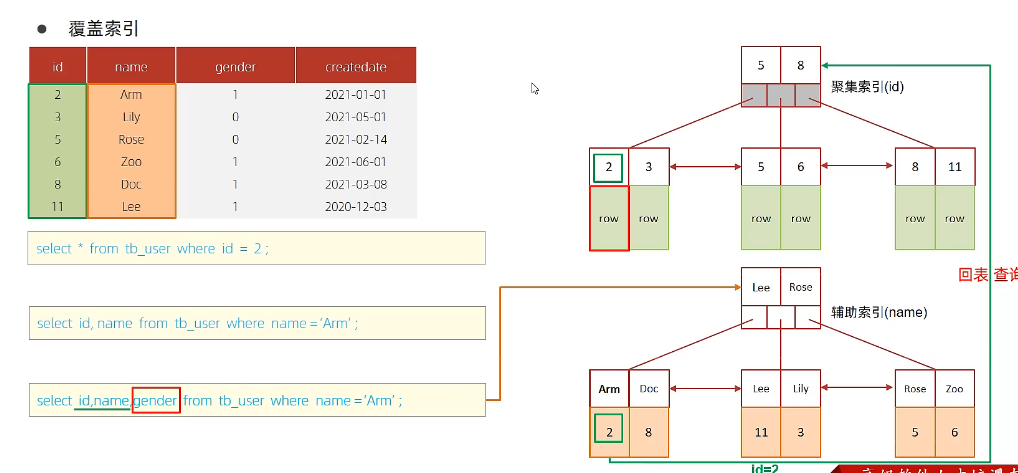 ● 覆盖索引
id name gender createdate
2 Arm 1 2021-01-01
3 Lily 0 2021-05-01
5 Rose 0 2021-02-14
6 Zoo 1 2021-06-01
8 Doc 1 2021-03-08
11 Lee 1 2020-12-03
select * from tb_user where id = 2 ;
select id, name from tb_user where name = 'Arm' ;
select id,name,gender from tb_user where name = 'Arm' ;
5 8
聚集索引(id)
2 3 5 6 8 11
row row row row row row
回表 查询
Lee Rose
辅助索引(name)
Arm Doc Lee Lily Rose Zoo
2 8 11 3 5 6
id=2